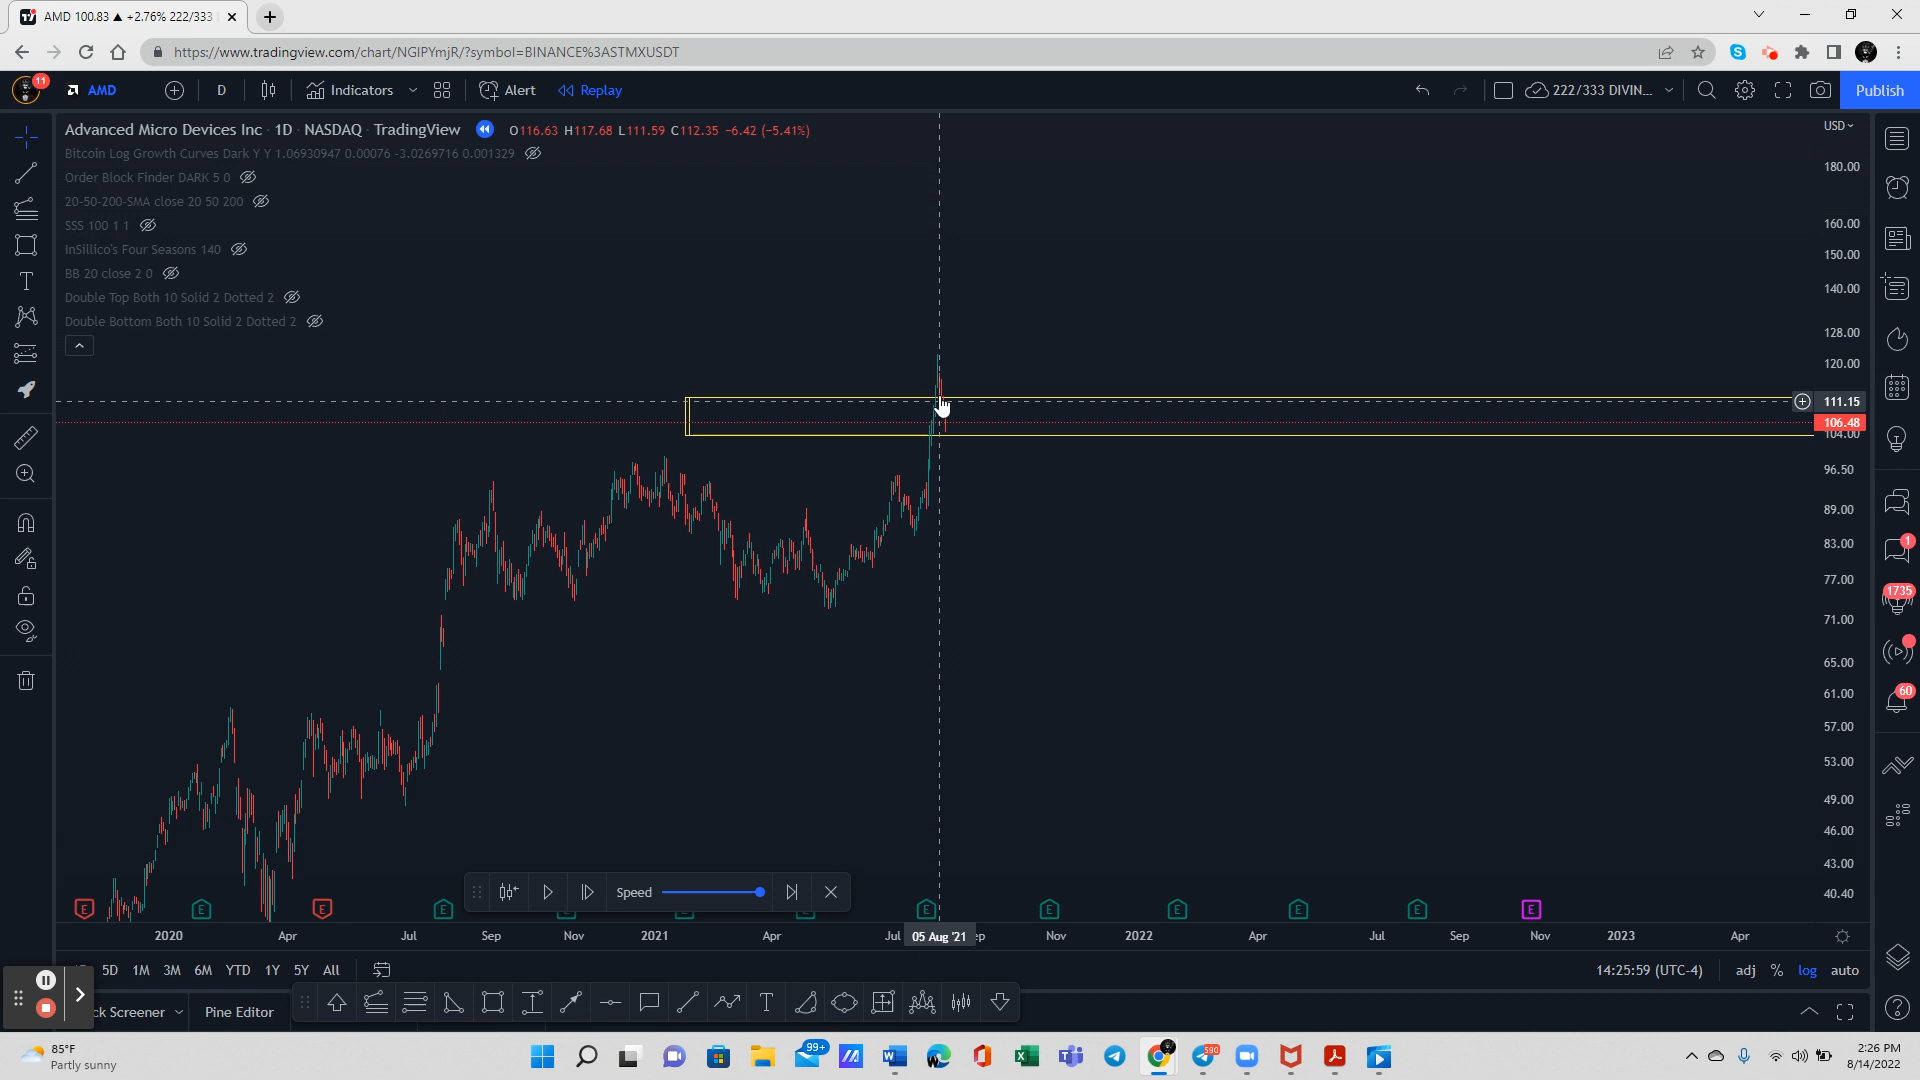 AMD 100.83 ▲ +2.76% 222/333
https://www.tradingview.com/chart/NGIPYmjR/?symbol=BINANCE%3ASTMXUSDT
11 AMD D Indicators Alert Replay 222/333 DIVIN... Publish
Advanced Micro Devices Inc · 1D · NASDAQ · TradingView O116.63 H117.68 L111.59 C112.35 −6.42 (−5.41%)
USD
Bitcoin Log Growth Curves Dark Y Y 1.06930947 0.00076 -3.0269716 0.001329
Order Block Finder DARK 5 0
20-50-200-SMA close 20 50 200
SSS 100 1 1
InSillico's Four Seasons 140
BB 20 close 2 0
Double Top Both 10 Solid 2 Dotted 2
Double Bottom Both 10 Solid 2 Dotted 2
180.00
160.00
150.00
140.00
128.00
120.00
111.15
106.48
104.00
96.50
89.00
83.00
77.00
71.00
65.00
61.00
57.00
53.00
49.00
46.00
43.00
40.40
1
1735
60
Speed
E E E E E E E E E E E
2020 Apr Jul Sep Nov 2021 Apr Jul 05 Aug '21 Nov 2022 Apr Jul Sep Nov 2023 Apr
5D 1M 3M 6M YTD 1Y 5Y All 14:25:59 (UTC-4) adj % log auto
ck Screener Pine Editor
85°F
Partly sunny
99+
590
2:26 PM
8/14/2022